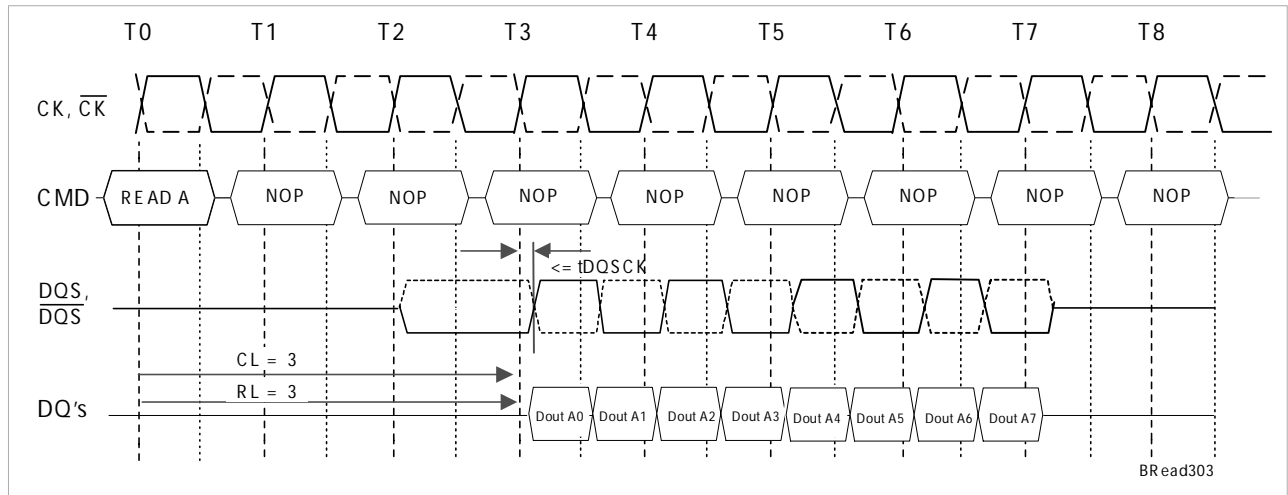 T0 T1 T2 T3 T4 T5 T6 T7 T8
CK, CK
CMD READ A NOP NOP NOP NOP NOP NOP NOP NOP
<= tDQSCK
DQS,
DQS
CL = 3
RL = 3
DQ's Dout A0 Dout A1 Dout A2 Dout A3 Dout A4 Dout A5 Dout A6 Dout A7
BRead303